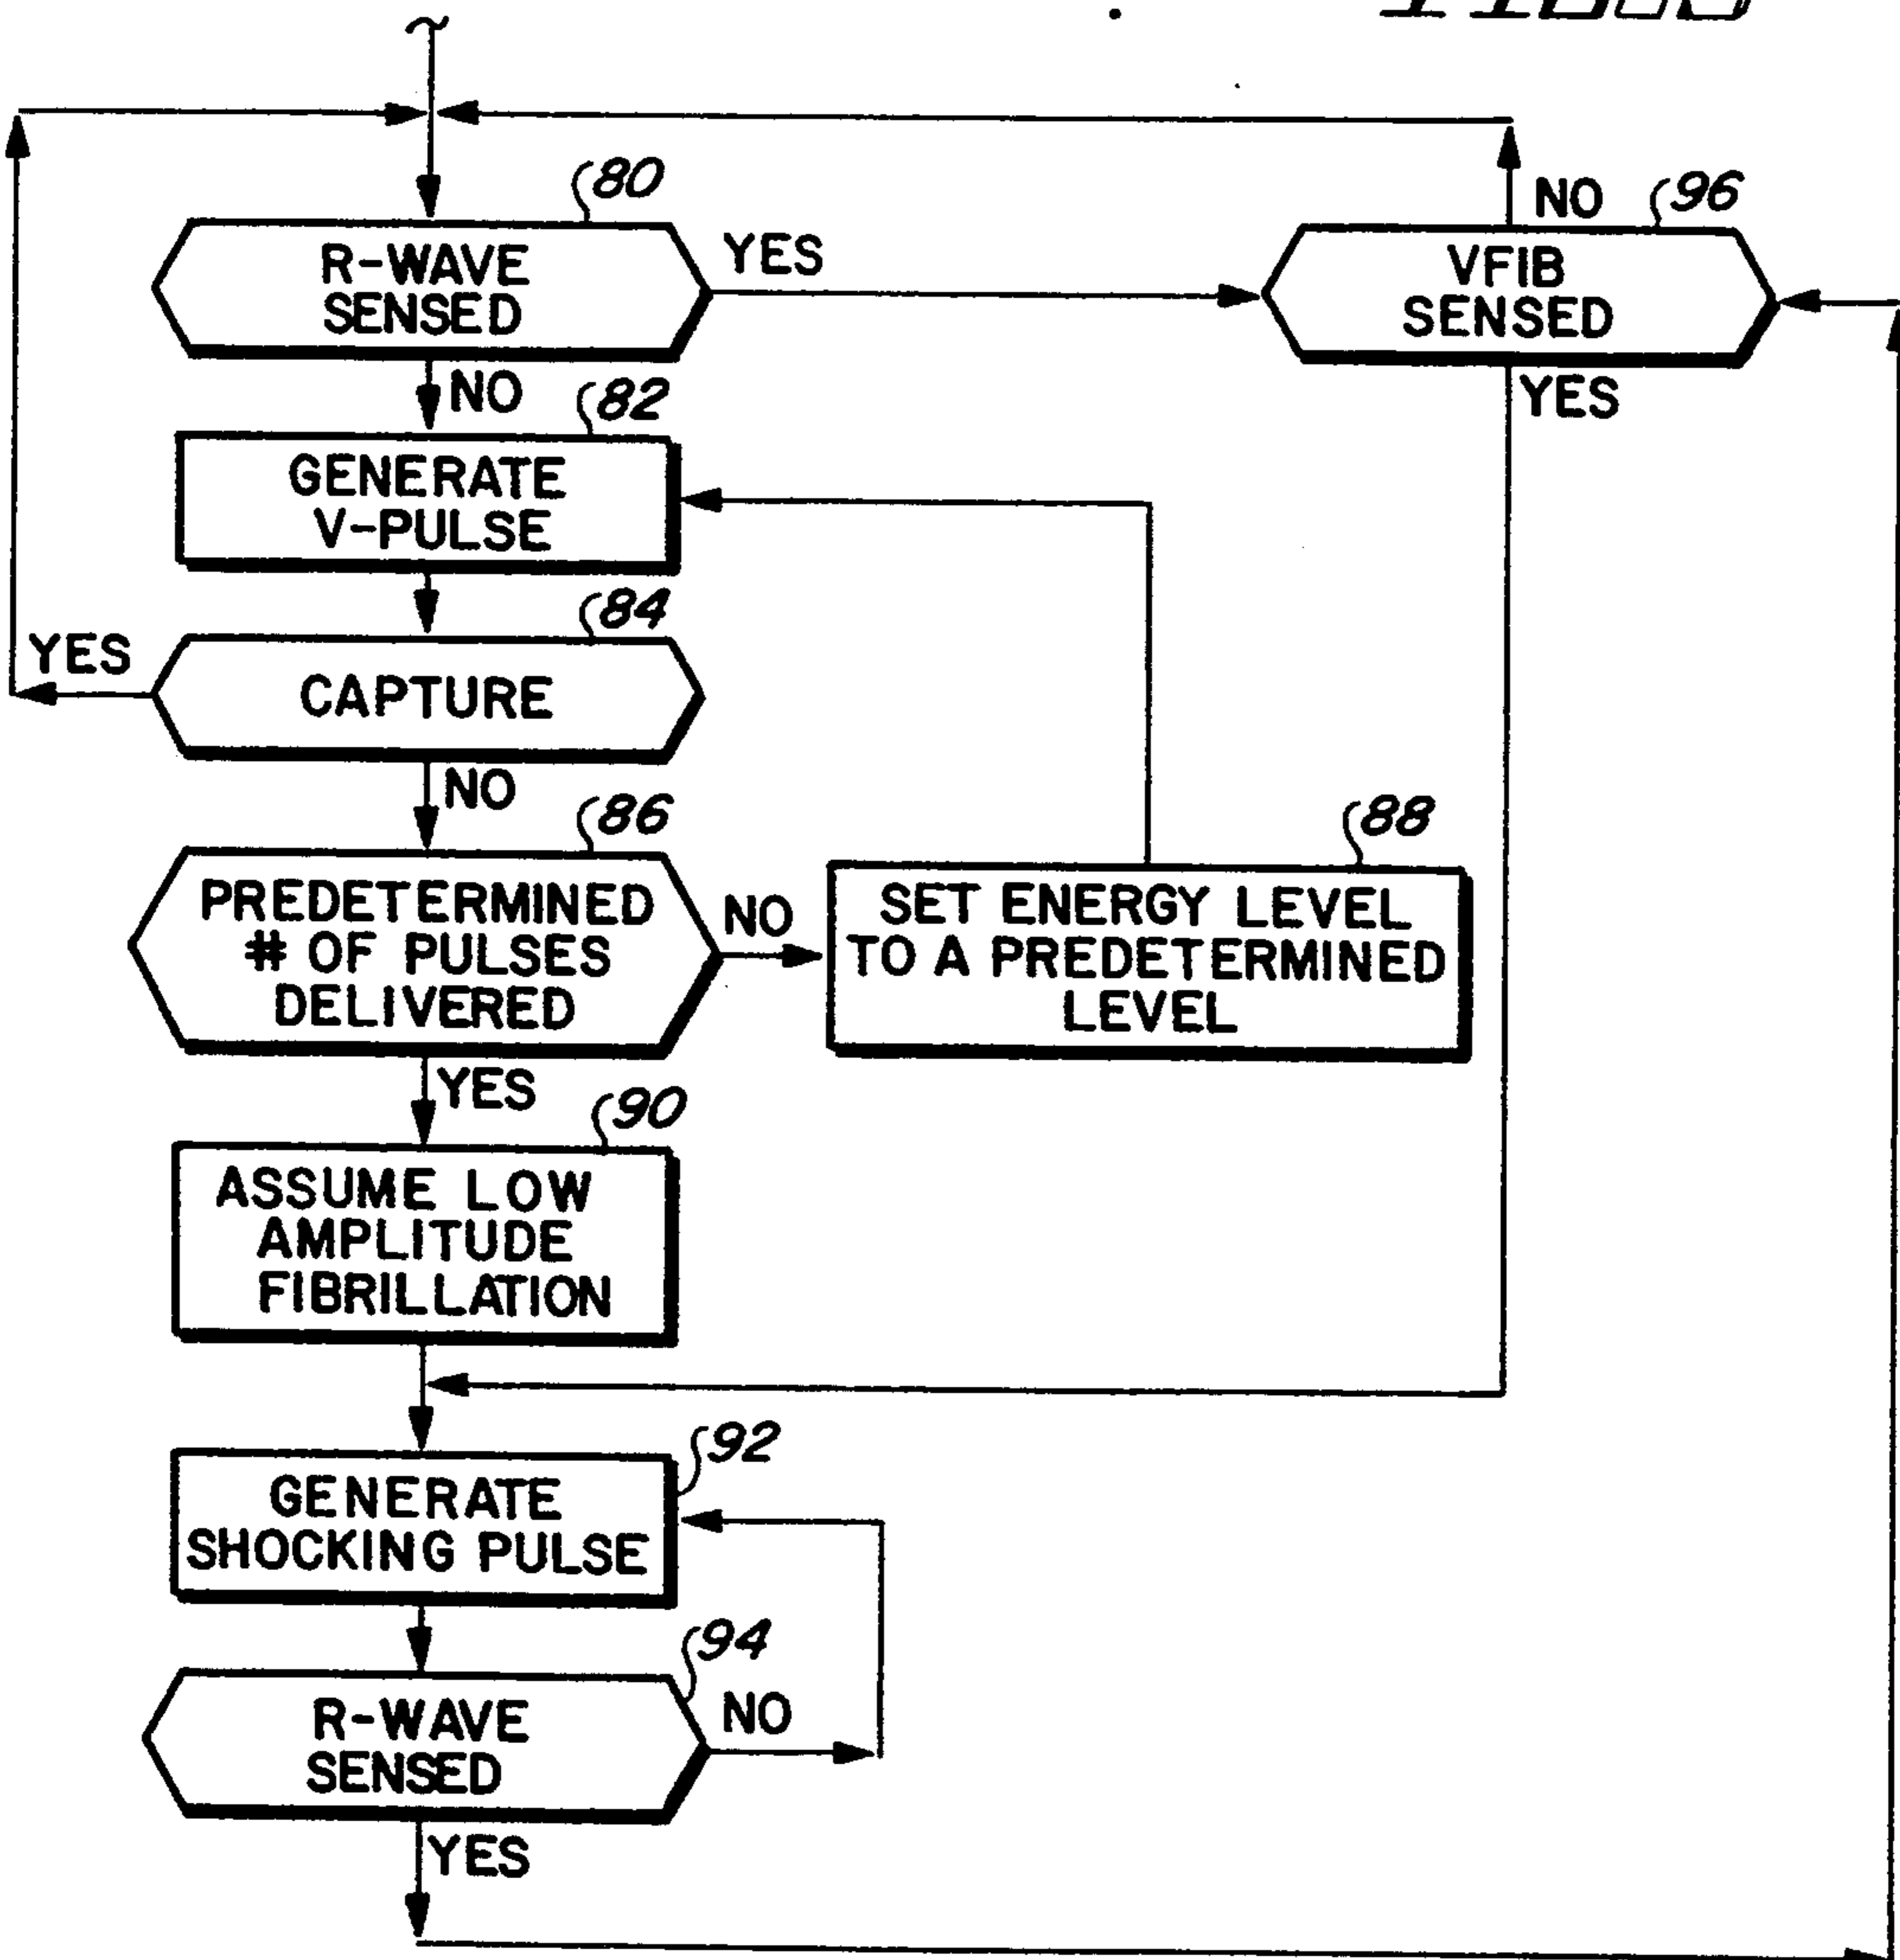 80
R-WAVE
SENSED
YES
NO
96
VFIB
SENSED
YES
NO
82
GENERATE
V-PULSE
84
CAPTURE
YES
NO
86
PREDETERMINED
# OF PULSES
DELIVERED
NO
88
SET ENERGY LEVEL
TO A PREDETERMINED
LEVEL
YES
90
ASSUME LOW
AMPLITUDE
FIBRILLATION
92
GENERATE
SHOCKING PULSE
94
R-WAVE
SENSED
NO
YES